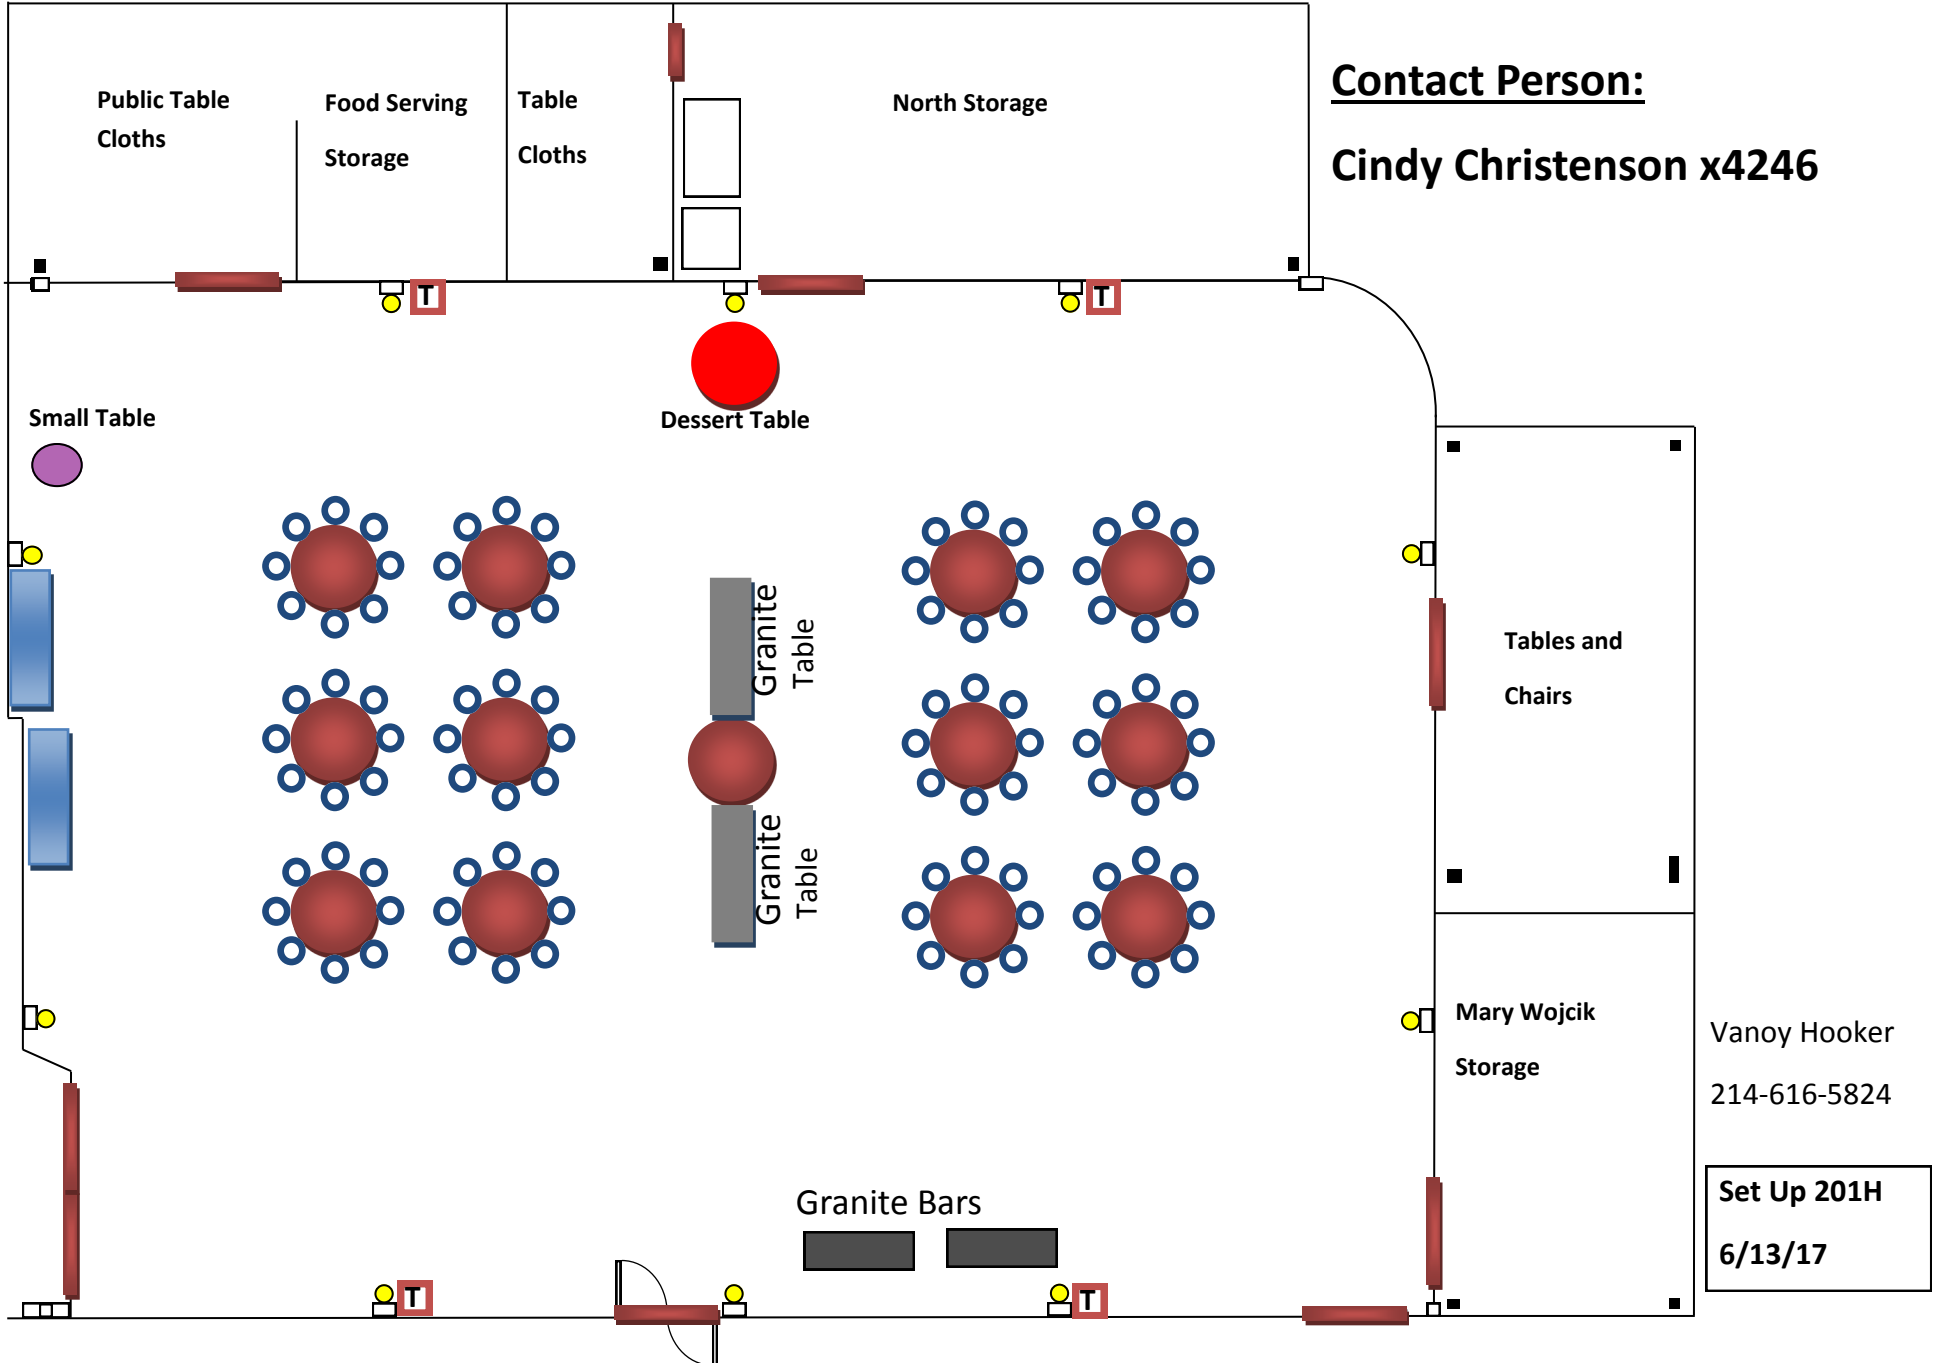 Contact Person:
Cindy Christenson x4246
Public Table
Cloths
Food Serving
Storage
Table
Cloths
North Storage
T
T
Small Table
Dessert Table
Granite
Table
Granite
Table
Tables and
Chairs
Mary Wojcik
Storage
Vanoy Hooker
214-616-5824
Granite Bars
Set Up 201H
6/13/17
T
T